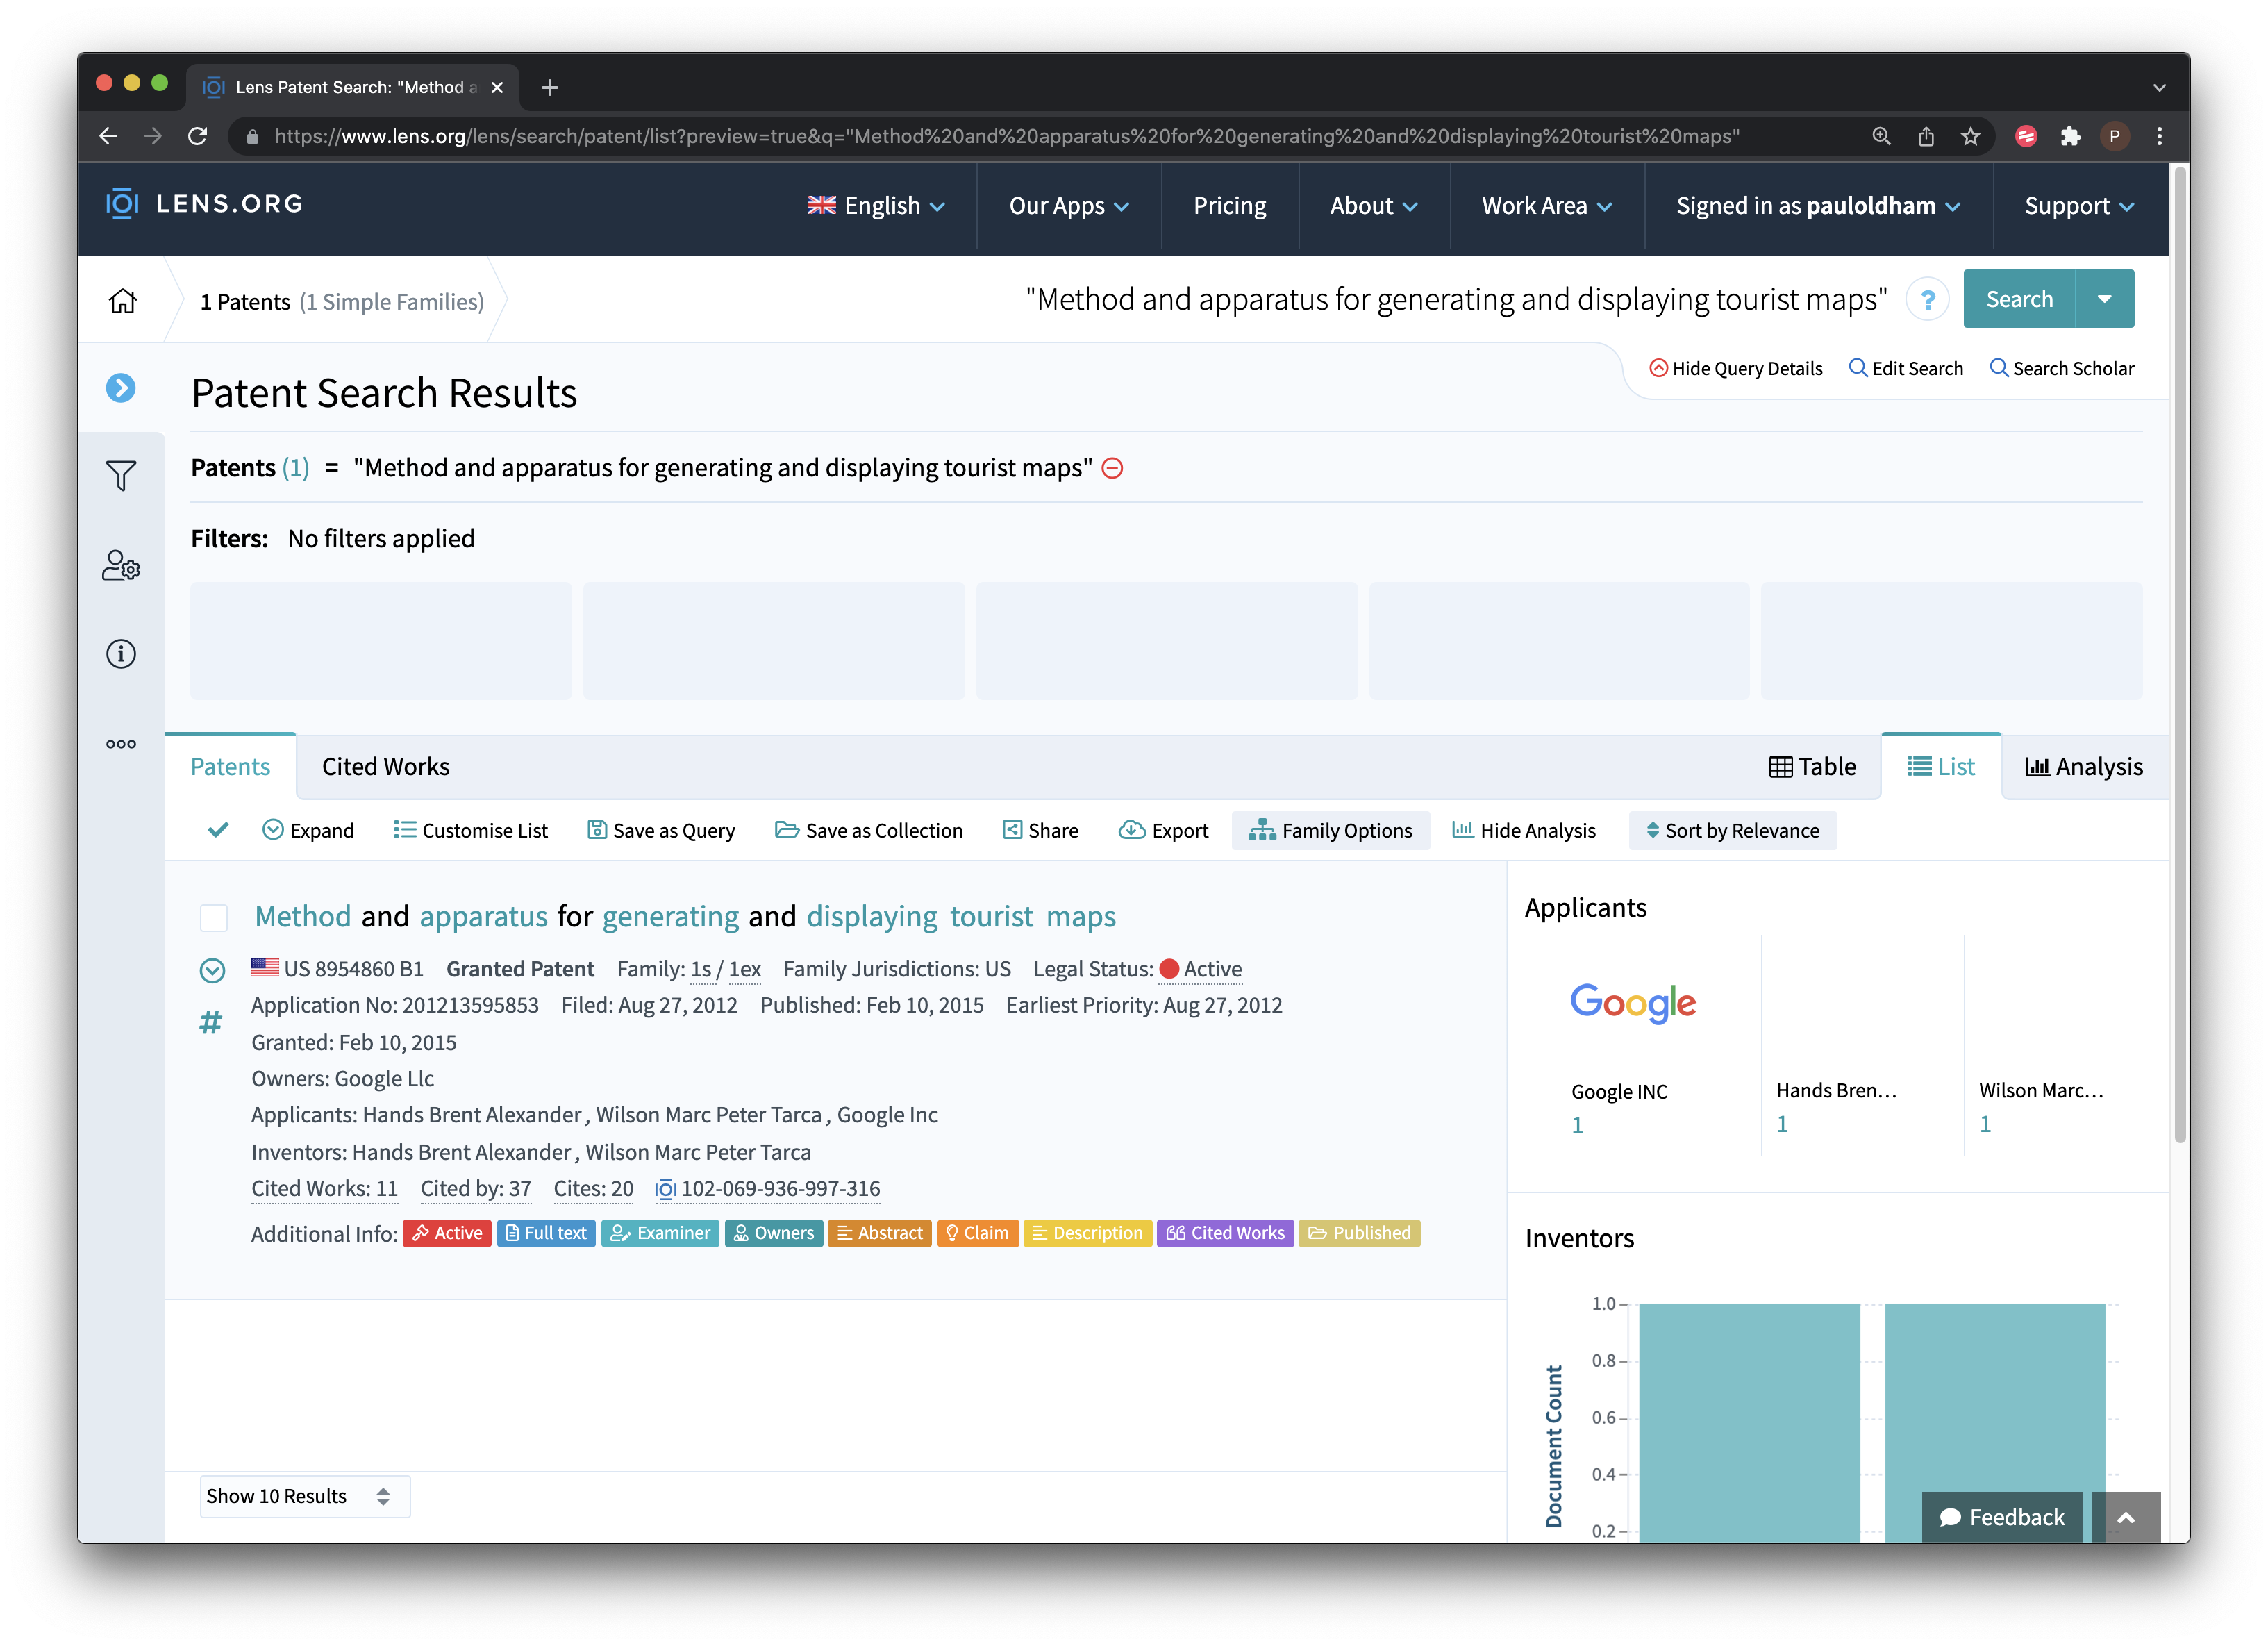 Lens Patent Search: "Method a
https://www.lens.org/lens/search/patent/list?preview=true&q="Method%20and%20apparatus%20for%20generating%20and%20displaying%20tourist%20maps"
P
LENS.ORG
English
Our Apps
Pricing
About
Work Area
Signed in as pauloldham
Support
1 Patents (1 Simple Families)
"Method and apparatus for generating and displaying tourist maps"
?
Search
Hide Query Details
Edit Search
Search Scholar
Patent Search Results
Patents (1) = "Method and apparatus for generating and displaying tourist maps"
Filters: No filters applied
Patents
Cited Works
Table
List
Analysis
Expand
Customise List
Save as Query
Save as Collection
Share
Export
Family Options
Hide Analysis
Sort by Relevance
Method and apparatus for generating and displaying tourist maps
US 8954860 B1 Granted Patent Family: 1s / 1ex Family Jurisdictions: US Legal Status: Active
Application No: 201213595853 Filed: Aug 27, 2012 Published: Feb 10, 2015 Earliest Priority: Aug 27, 2012
#
Granted: Feb 10, 2015
Owners: Google Llc
Applicants: Hands Brent Alexander , Wilson Marc Peter Tarca , Google Inc
Inventors: Hands Brent Alexander , Wilson Marc Peter Tarca
Cited Works: 11 Cited by: 37 Cites: 20 102-069-936-997-316
Additional Info: Active Full text Examiner Owners Abstract Claim Description Cited Works Published
Show 10 Results
Applicants
Google
Google INC
1
Hands Bren...
1
Wilson Marc...
1
Inventors
Document Count
1.0
0.8
0.6
0.4
0.2
Feedback